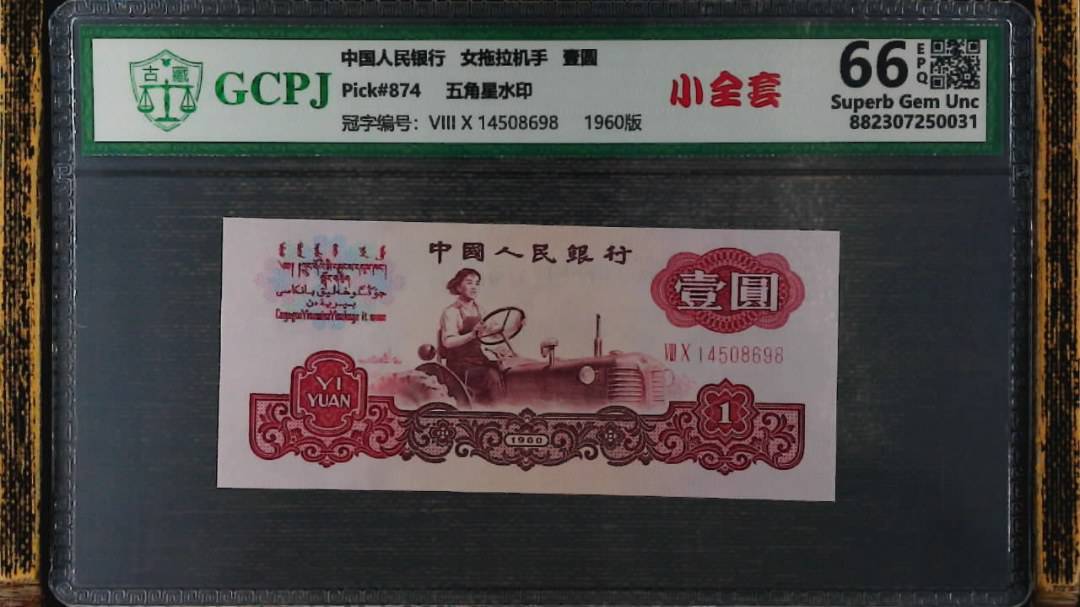 古藏
GCPJ
中国人民银行 女拖拉机手 壹圆
Pick#874 五角星水印
冠字编号：VIII X 14508698 1960版
小全套
66
EPQ
Superb Gem Unc
882307250031
中國人民銀行
壹圓
VIII X 14508698
YI
YUAN
1960
1